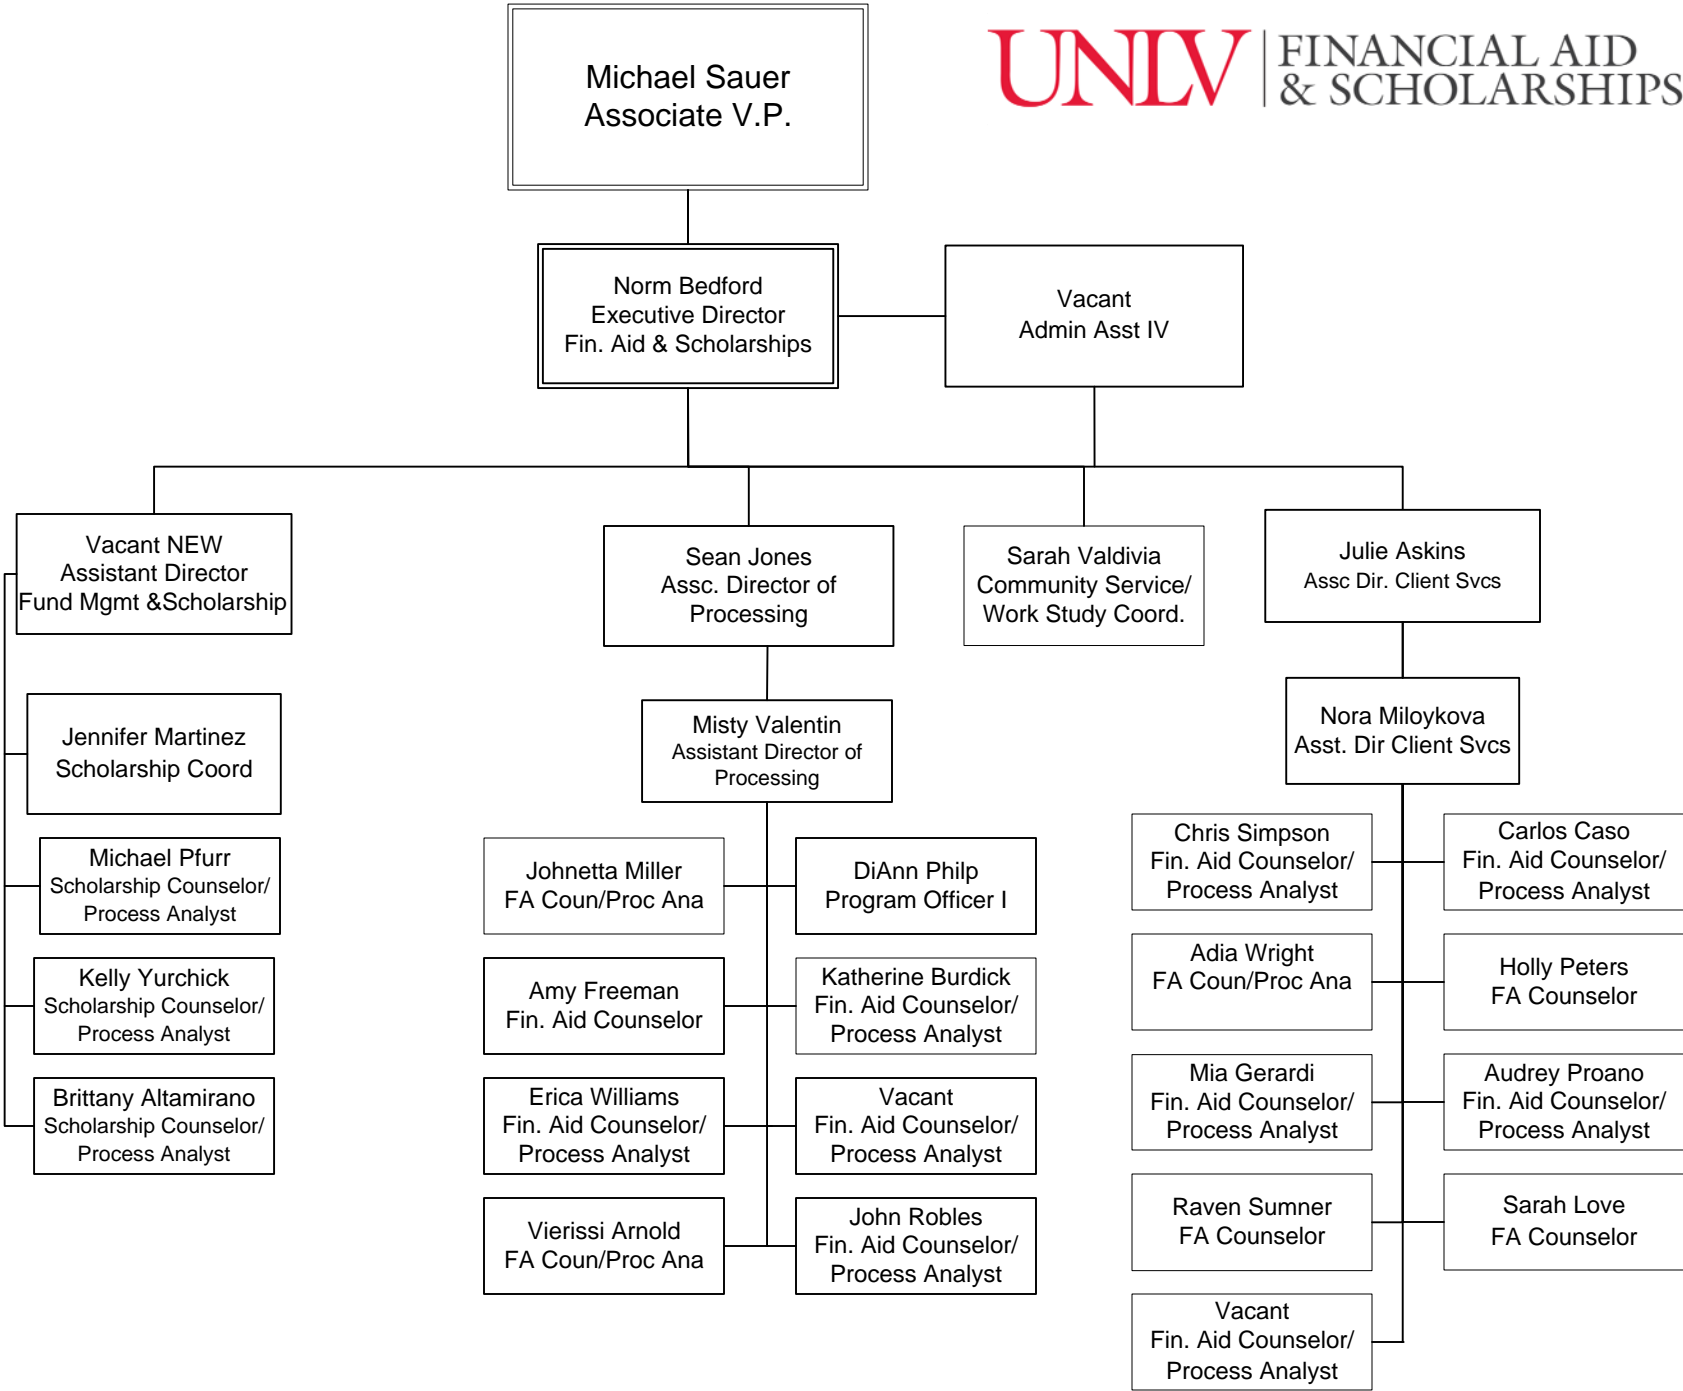 UNLV
FINANCIAL AID
& SCHOLARSHIPS
Michael Sauer
Associate V.P.
Norm Bedford
Executive Director
Fin. Aid & Scholarships
Vacant
Admin Asst IV
Vacant NEW
Assistant Director
Fund Mgmt &Scholarship
Jennifer Martinez
Scholarship Coord
Michael Pfurr
Scholarship Counselor/
Process Analyst
Kelly Yurchick
Scholarship Counselor/
Process Analyst
Brittany Altamirano
Scholarship Counselor/
Process Analyst
Sean Jones
Assc. Director of
Processing
Misty Valentin
Assistant Director of
Processing
Johnetta Miller
FA Coun/Proc Ana
DiAnn Philp
Program Officer I
Amy Freeman
Fin. Aid Counselor
Katherine Burdick
Fin. Aid Counselor/
Process Analyst
Erica Williams
Fin. Aid Counselor/
Process Analyst
Vacant
Fin. Aid Counselor/
Process Analyst
Vierissi Arnold
FA Coun/Proc Ana
John Robles
Fin. Aid Counselor/
Process Analyst
Sarah Valdivia
Community Service/
Work Study Coord.
Julie Askins
Assc Dir. Client Svcs
Nora Miloykova
Asst. Dir Client Svcs
Chris Simpson
Fin. Aid Counselor/
Process Analyst
Carlos Caso
Fin. Aid Counselor/
Process Analyst
Adia Wright
FA Coun/Proc Ana
Holly Peters
FA Counselor
Mia Gerardi
Fin. Aid Counselor/
Process Analyst
Audrey Proano
Fin. Aid Counselor/
Process Analyst
Raven Sumner
FA Counselor
Sarah Love
FA Counselor
Vacant
Fin. Aid Counselor/
Process Analyst